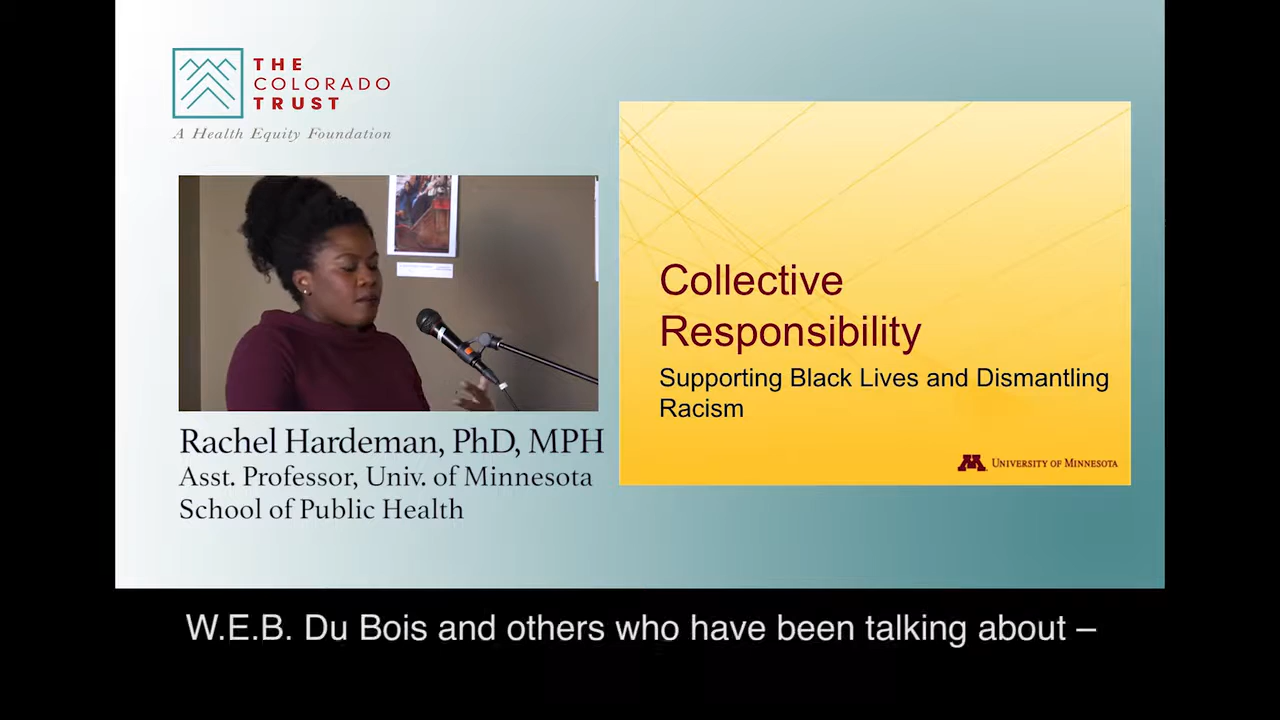 THE
COLORADO
TRUST
A Health Equity Foundation
Rachel Hardeman, PhD, MPH
Asst. Professor, Univ. of Minnesota
School of Public Health
Collective
Responsibility
Supporting Black Lives and Dismantling
Racism
UNIVERSITY OF MINNESOTA
W.E.B. Du Bois and others who have been talking about –